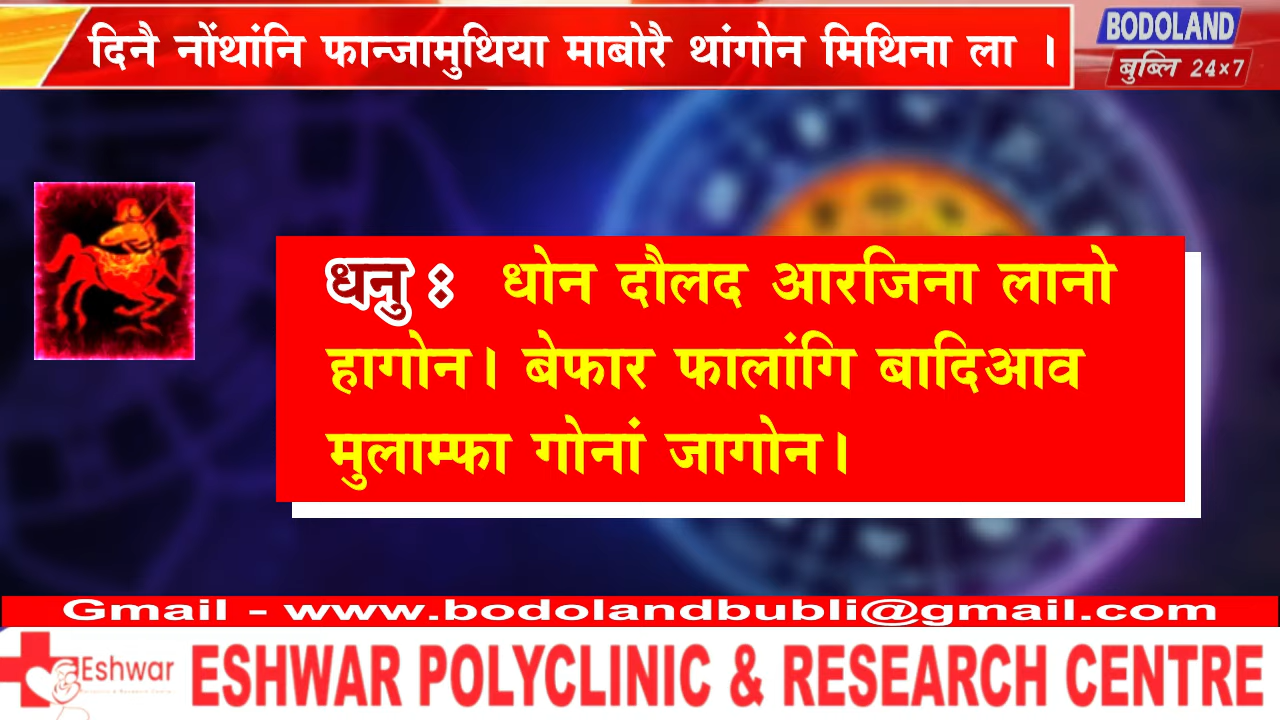 दिनै नोंथांनि फान्जामुथिया माबोरै थांगोन मिथिना ला ।
BODOLAND
बुब्लि 24×7
धनु : धोन दौलद आरजिना लानो
हागोन। बेफार फालांगि बादिआव
मुलाम्फा गोनां जागोन।
Gmail - www.bodolandbubli@gmail.com
Eshwar
ESHWAR POLYCLINIC & RESEARCH CENTRE